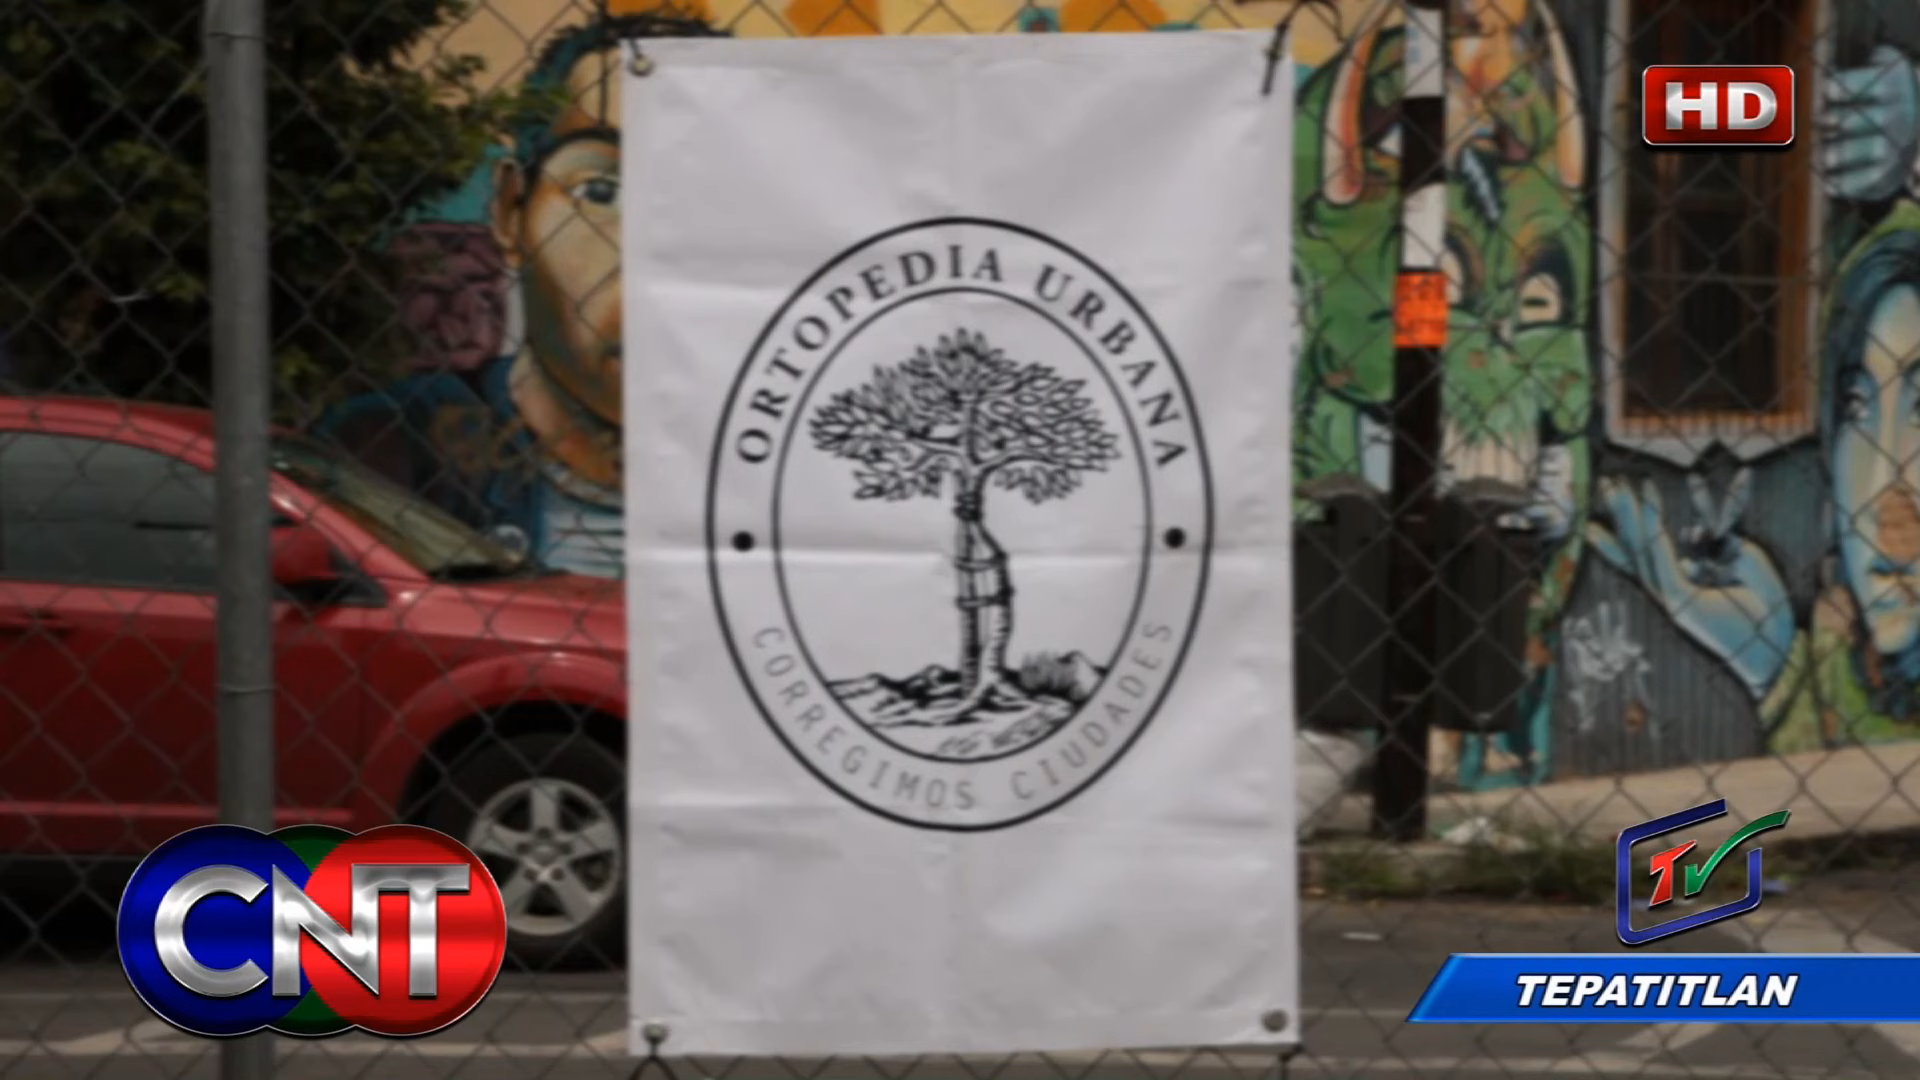 HD
ORTOPEDIA URBANA
CORREGIMOS CIUDADES
CNT
TV
TEPATITLAN